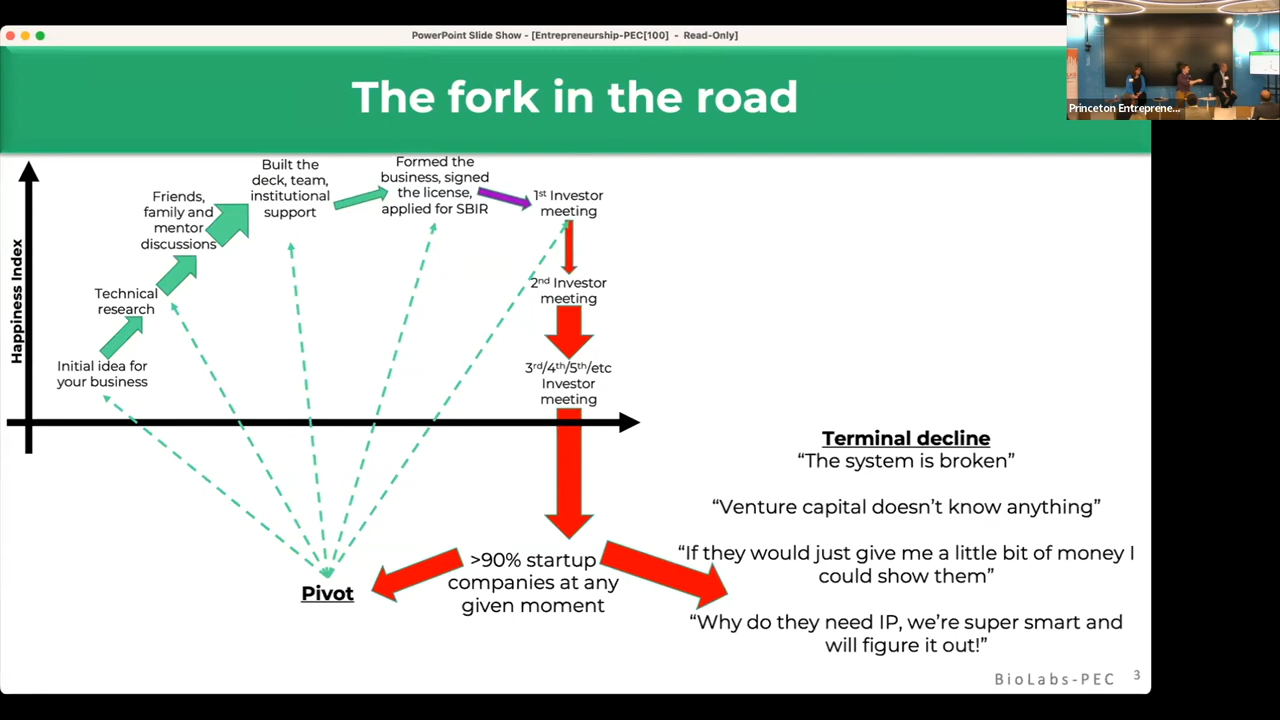 PowerPoint Slide Show - [Entrepreneurship-PEC[100] - Read-Only]
Princeton Entreprene...
The fork in the road
Happiness Index
Initial idea for
your business
Technical
research
Friends,
family and
mentor
discussions
Built the
deck, team,
institutional
support
Formed the
business, signed
the license,
applied for SBIR
1st Investor
meeting
2nd Investor
meeting
3rd/4th/5th/etc
Investor
meeting
>90% startup
companies at any
given moment
Pivot
Terminal decline
“The system is broken”
“Venture capital doesn’t know anything”
“If they would just give me a little bit of money I
could show them”
“Why do they need IP, we’re super smart and
will figure it out!”
BioLabs-PEC 3